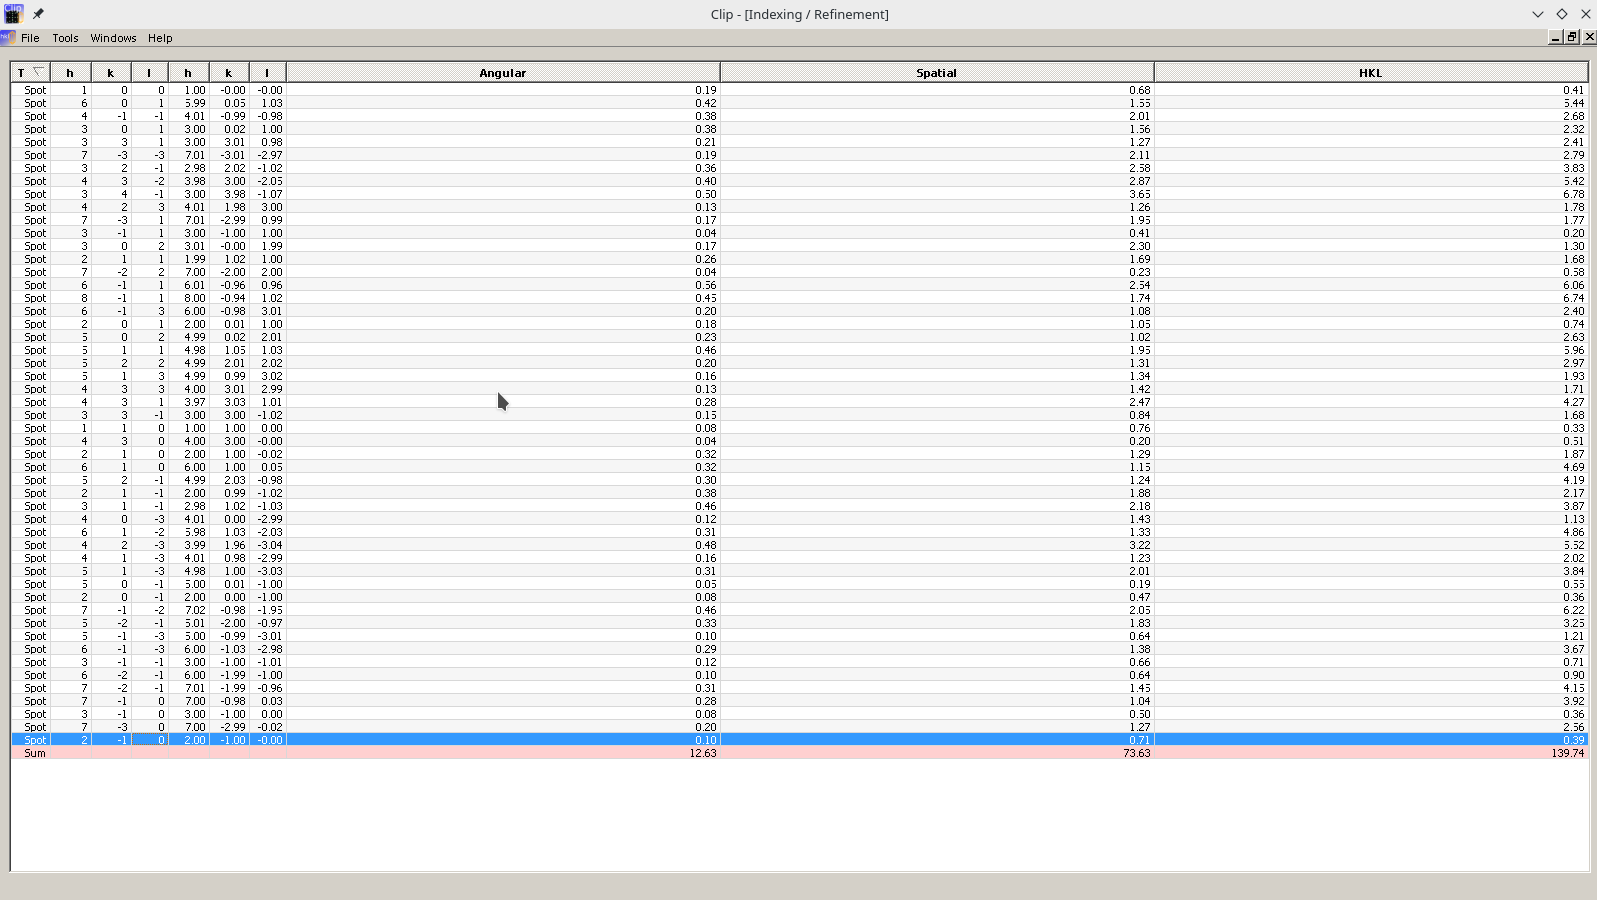 Clip - [Indexing / Refinement]
File Tools Windows Help
T h k l h k l Angular Spatial HKL
Spot 1 0 0 1.00 -0.00 -0.00 0.19 0.68 0.41
Spot 6 0 1 5.99 0.05 1.03 0.42 1.55 5.44
Spot 4 -1 -1 4.01 -0.99 -0.98 0.38 2.01 2.68
Spot 3 0 1 3.00 0.02 1.00 0.38 1.56 2.32
Spot 3 3 1 3.00 3.01 0.98 0.21 1.27 2.41
Spot 7 -3 -3 7.01 -3.01 -2.97 0.19 2.11 2.79
Spot 3 2 -1 2.98 2.02 -1.02 0.36 2.58 3.83
Spot 4 3 -2 3.98 3.00 -2.05 0.40 2.87 5.42
Spot 3 4 -1 3.00 3.98 -1.07 0.50 3.65 6.78
Spot 4 2 3 4.01 1.98 3.00 0.13 1.26 1.78
Spot 7 -3 1 7.01 -2.99 0.99 0.17 1.95 1.77
Spot 3 -1 1 3.00 -1.00 1.00 0.04 0.41 0.20
Spot 3 0 2 3.01 -0.00 1.99 0.17 2.30 1.30
Spot 2 1 1 1.99 1.02 1.00 0.26 1.69 1.68
Spot 7 -2 2 7.00 -2.00 2.00 0.04 0.23 0.58
Spot 6 -1 1 6.01 -0.96 0.96 0.56 2.54 6.06
Spot 8 -1 1 8.00 -0.94 1.02 0.45 1.74 6.74
Spot 6 -1 3 6.00 -0.98 3.01 0.20 1.08 2.40
Spot 2 0 1 2.00 0.01 1.00 0.18 1.05 0.74
Spot 5 0 2 4.99 0.02 2.01 0.23 1.02 2.63
Spot 5 1 1 4.98 1.05 1.03 0.46 1.95 5.96
Spot 5 2 2 4.99 2.01 2.02 0.20 1.31 2.97
Spot 5 1 3 4.99 0.99 3.02 0.16 1.34 1.93
Spot 4 3 3 4.00 3.01 2.99 0.13 1.42 1.71
Spot 4 3 1 3.97 3.03 1.01 0.28 2.47 4.27
Spot 3 3 -1 3.00 3.00 -1.02 0.15 0.84 1.68
Spot 1 1 0 1.00 1.00 0.00 0.08 0.76 0.33
Spot 4 3 0 4.00 3.00 -0.00 0.04 0.20 0.51
Spot 2 1 0 2.00 1.00 -0.02 0.32 1.29 1.87
Spot 6 1 0 6.00 1.00 0.05 0.32 1.15 4.69
Spot 5 2 -1 4.99 2.03 -0.98 0.30 1.24 4.19
Spot 2 1 -1 2.00 0.99 -1.02 0.38 1.88 2.17
Spot 3 1 -1 2.98 1.02 -1.03 0.46 2.18 3.87
Spot 4 0 -3 4.01 0.00 -2.99 0.12 1.43 1.13
Spot 6 1 -2 5.98 1.03 -2.03 0.31 1.33 4.86
Spot 4 2 -3 3.99 1.96 -3.04 0.48 3.22 5.52
Spot 4 1 -3 4.01 0.98 -2.99 0.16 1.23 2.02
Spot 5 1 -3 4.98 1.00 -3.03 0.31 2.01 3.84
Spot 5 0 -1 5.00 0.01 -1.00 0.05 0.19 0.55
Spot 2 0 -1 2.00 0.00 -1.00 0.08 0.47 0.36
Spot 7 -1 -2 7.02 -0.98 -1.95 0.46 2.05 6.22
Spot 5 -2 -1 5.01 -2.00 -0.97 0.33 1.83 3.25
Spot 5 -1 -3 5.00 -0.99 -3.01 0.10 0.64 1.21
Spot 6 -1 -3 6.00 -1.03 -2.98 0.29 1.38 3.67
Spot 3 -1 -1 3.00 -1.00 -1.01 0.12 0.66 0.71
Spot 6 -2 -1 6.00 -1.99 -1.00 0.10 0.64 0.90
Spot 7 -2 -1 7.01 -1.99 -0.96 0.31 1.45 4.15
Spot 7 -1 0 7.00 -0.98 0.03 0.28 1.04 3.92
Spot 3 -1 0 3.00 -1.00 0.00 0.08 0.50 0.36
Spot 7 -3 0 7.00 -2.99 -0.02 0.20 1.27 2.56
Spot 2 -1 0 2.00 -1.00 -0.00 0.10 0.71 0.39
Sum 12.63 73.63 139.74